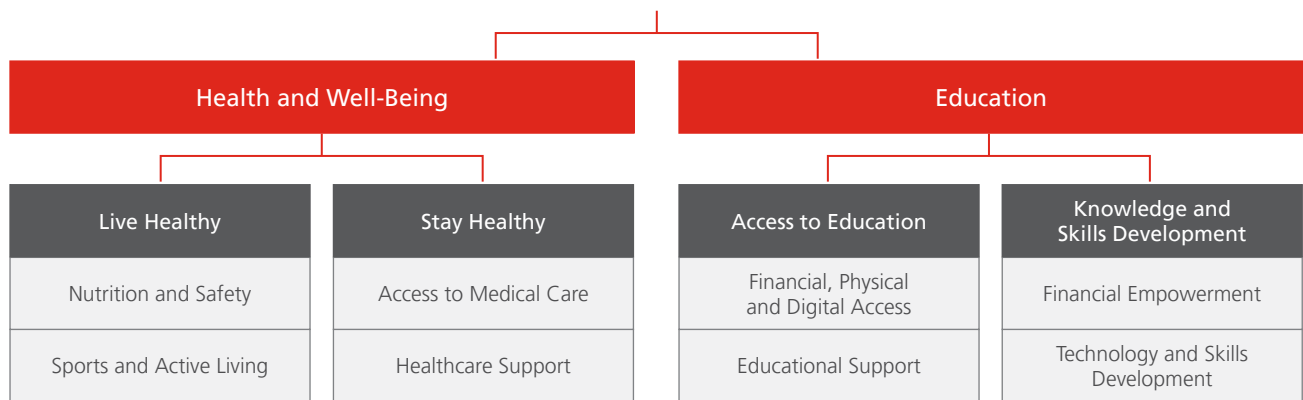 Health and Well-Being
Education
Live Healthy
Stay Healthy
Access to Education
Knowledge and
Skills Development
Nutrition and Safety
Access to Medical Care
Financial, Physical
and Digital Access
Financial Empowerment
Sports and Active Living
Healthcare Support
Educational Support
Technology and Skills
Development